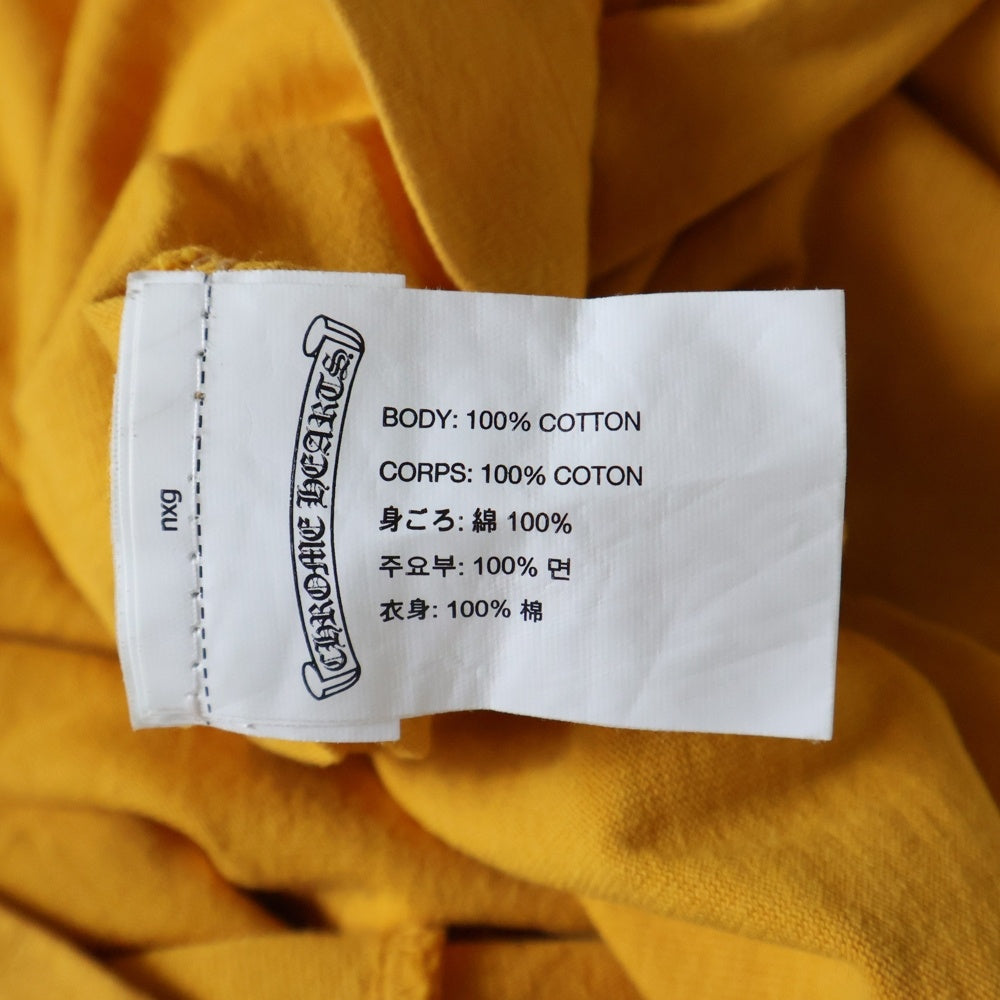 nxg
CHROME HEARTS
BODY: 100% COTTON
CORPS: 100% COTON
身ごろ: 綿 100%
주요부: 100% 면
衣身: 100% 棉